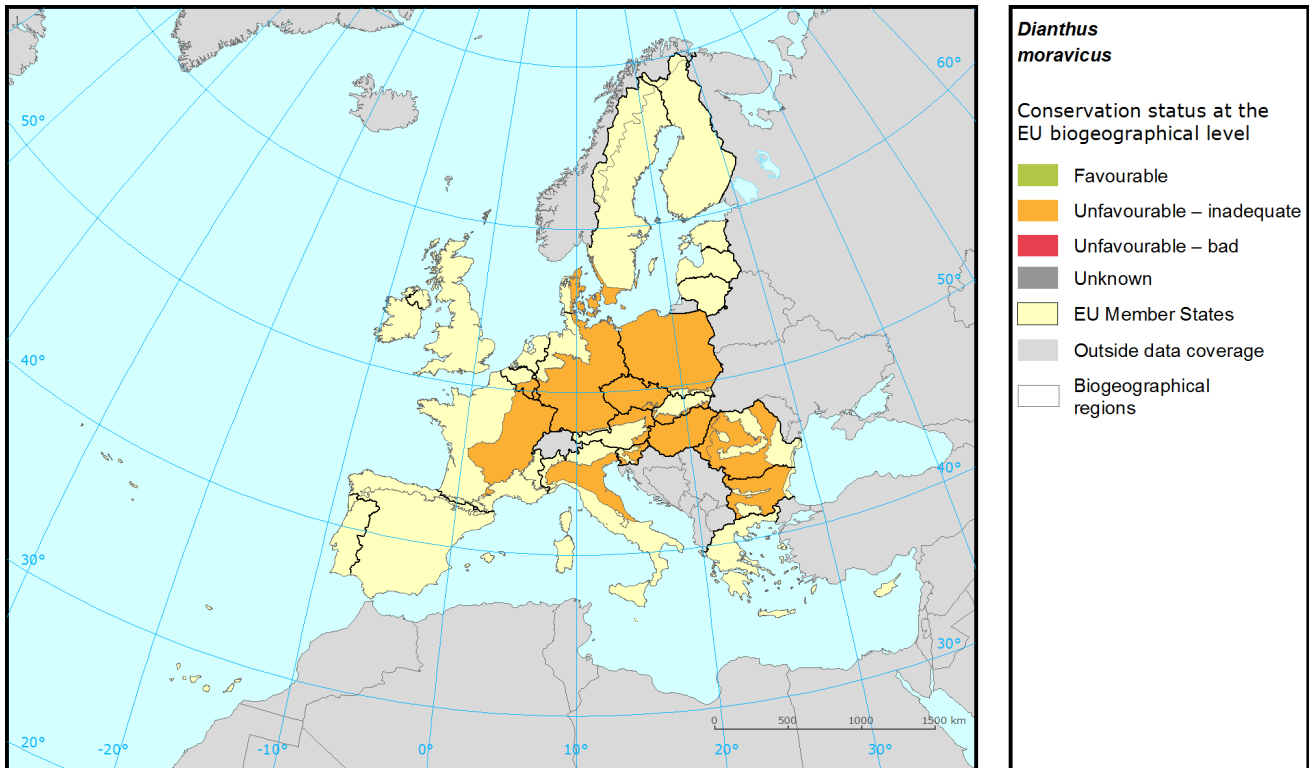 Dianthus
moravicus
Conservation status at the
EU biogeographical level
Favourable
Unfavourable – inadequate
Unfavourable – bad
Unknown
EU Member States
Outside data coverage
Biogeographical
regions
60°
50°
50°
40°
40°
30°
30°
0 500 1000 1500 km
20° -20° -10° 0° 10° 20° 30°